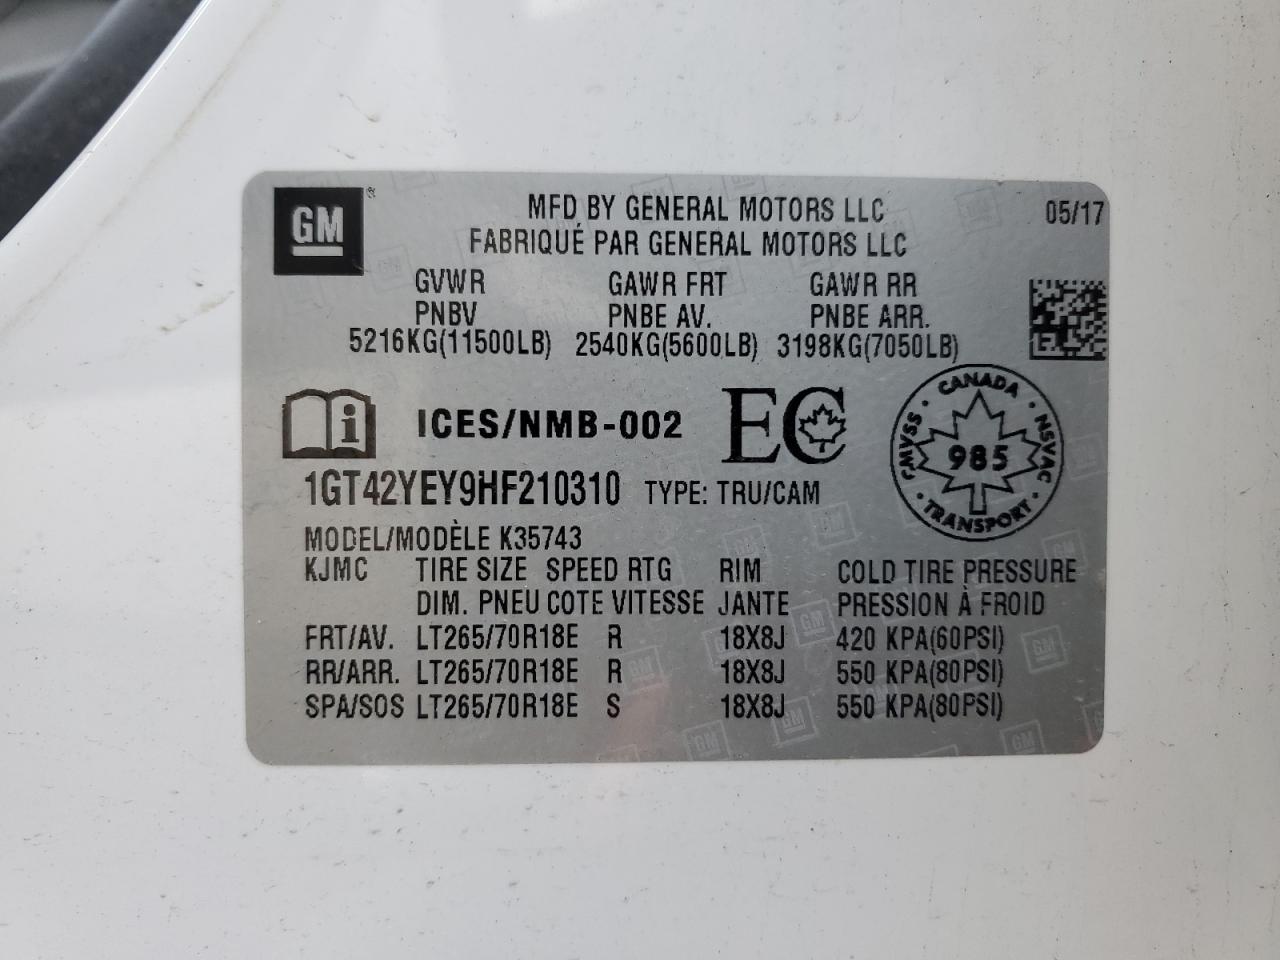 GM ®
MFD BY GENERAL MOTORS LLC 05/17
FABRIQUÉ PAR GENERAL MOTORS LLC
GVWR GAWR FRT GAWR RR
PNBV PNBE AV. PNBE ARR.
5216KG(11500LB) 2540KG(5600LB) 3198KG(7050LB)
i ICES/NMB-002 EC
CANADA
CMVSS · 985 · NSVAC
TRANSPORT
1GT42YEY9HF210310 TYPE: TRU/CAM
MODEL/MODÈLE K35743
KJMC TIRE SIZE SPEED RTG RIM COLD TIRE PRESSURE
DIM. PNEU COTE VITESSE JANTE PRESSION À FROID
FRT/AV. LT265/70R18E R 18X8J 420 KPA(60PSI)
RR/ARR. LT265/70R18E R 18X8J 550 KPA(80PSI)
SPA/SOS LT265/70R18E S 18X8J 550 KPA(80PSI)